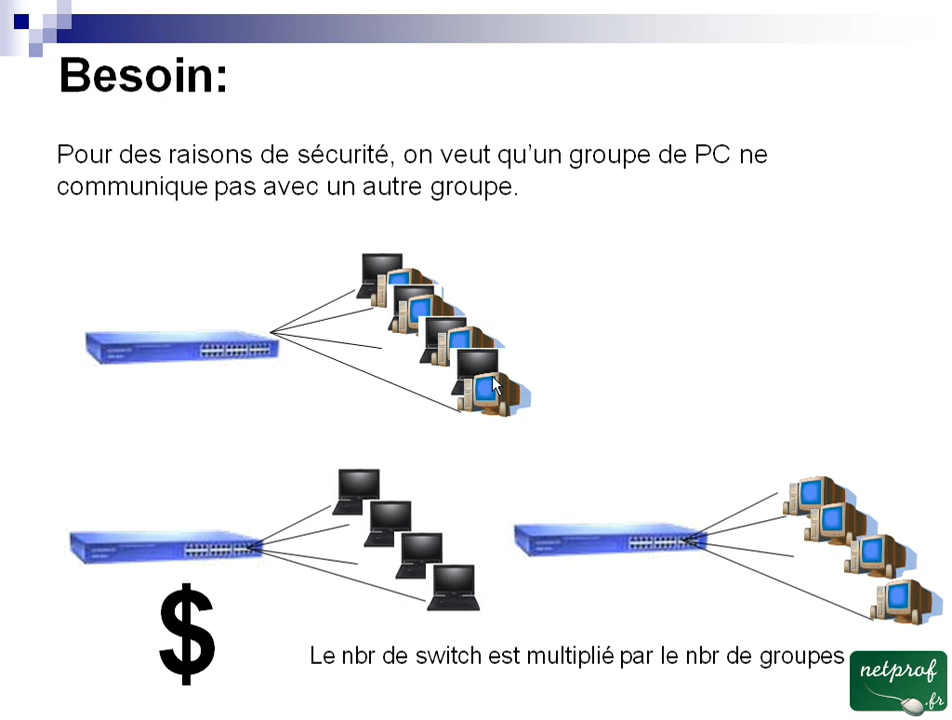 Besoin:
Pour des raisons de sécurité, on veut qu'un groupe de PC ne
communique pas avec un autre groupe.
$
Le nbr de switch est multiplié par le nbr de groupes
netprof
.fr